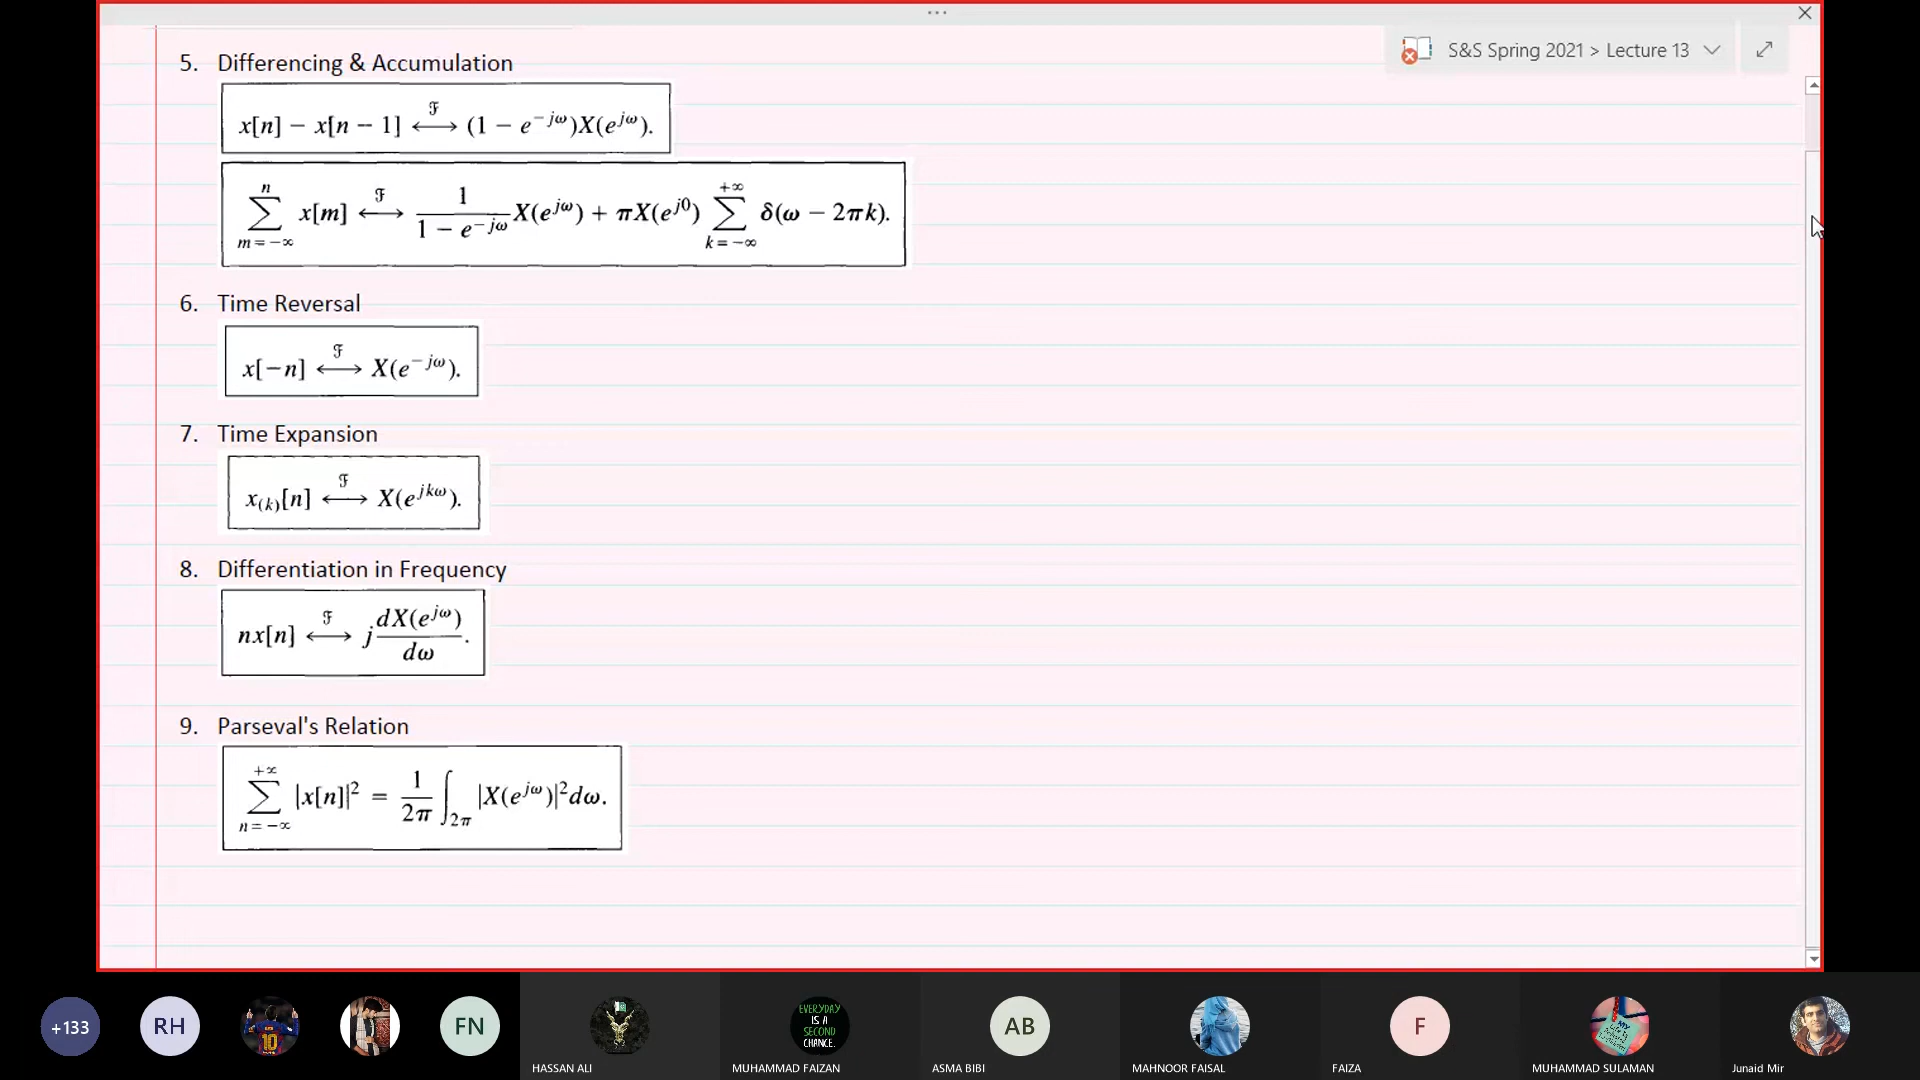 S&S Spring 2021 > Lecture 13
5. Differencing & Accumulation
x[n] − x[n − 1] ⟷ℱ (1 − e^{−jω})X(e^{jω}).
∑_{m=−∞}^{n} x[m] ⟷ℱ 1/(1 − e^{−jω}) X(e^{jω}) + πX(e^{j0}) ∑_{k=−∞}^{+∞} δ(ω − 2πk).
6. Time Reversal
x[−n] ⟷ℱ X(e^{−jω}).
7. Time Expansion
x_{(k)}[n] ⟷ℱ X(e^{jkω}).
8. Differentiation in Frequency
nx[n] ⟷ℱ j dX(e^{jω})/dω.
9. Parseval's Relation
∑_{n=−∞}^{+∞} |x[n]|² = 1/2π ∫_{2π} |X(e^{jω})|² dω.
+133
RH
10
FN
EVERYDAY
IS A
SECOND
CHANCE.
AB
F
MY
HASSAN ALI
MUHAMMAD FAIZAN
ASMA BIBI
MAHNOOR FAISAL
FAIZA
MUHAMMAD SULAMAN
Junaid Mir